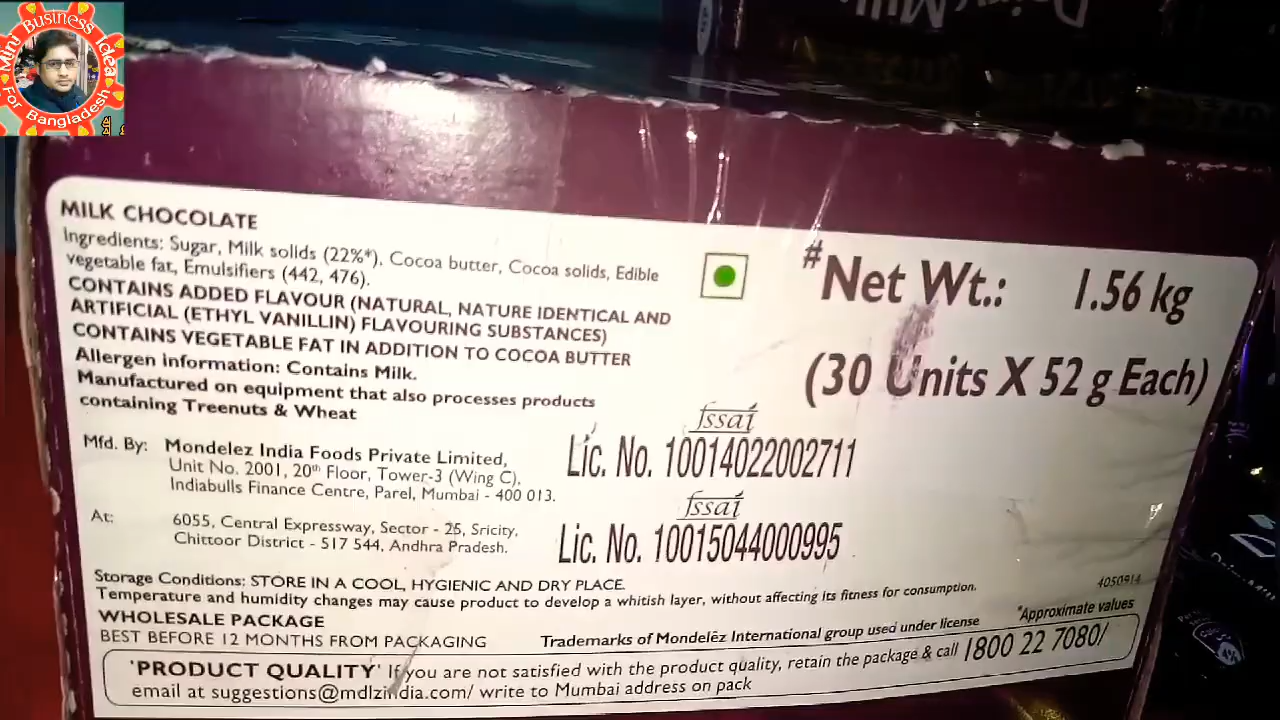 Mini Business Idea
For
Bangladesh
Dairy Milk
MILK CHOCOLATE
Ingredients: Sugar, Milk solids (22%*), Cocoa butter, Cocoa solids, Edible
vegetable fat, Emulsifiers (442, 476).
CONTAINS ADDED FLAVOUR (NATURAL, NATURE IDENTICAL AND
ARTIFICIAL (ETHYL VANILLIN) FLAVOURING SUBSTANCES)
CONTAINS VEGETABLE FAT IN ADDITION TO COCOA BUTTER
Allergen information: Contains Milk.
Manufactured on equipment that also processes products
containing Treenuts & Wheat
#Net Wt.: 1.56 kg
(30 Units X 52 g Each)
Mfd. By: Mondelez India Foods Private Limited,
Unit No. 2001, 20th Floor, Tower-3 (Wing C),
Indiabulls Finance Centre, Parel, Mumbai - 400 013.
At: 6055, Central Expressway, Sector - 25, Sricity,
Chittoor District - 517 544, Andhra Pradesh.
fssai
Lic. No. 10014022002711
fssai
Lic. No. 10015044000995
Storage Conditions: STORE IN A COOL, HYGIENIC AND DRY PLACE.
Temperature and humidity changes may cause product to develop a whitish layer, without affecting its fitness for consumption.
4050914
WHOLESALE PACKAGE
*Approximate values
BEST BEFORE 12 MONTHS FROM PACKAGING
Trademarks of Mondelēz International group used under license
'PRODUCT QUALITY' If you are not satisfied with the product quality, retain the package & call 1800 22 7080/
email at suggestions@mdlzindia.com/ write to Mumbai address on pack